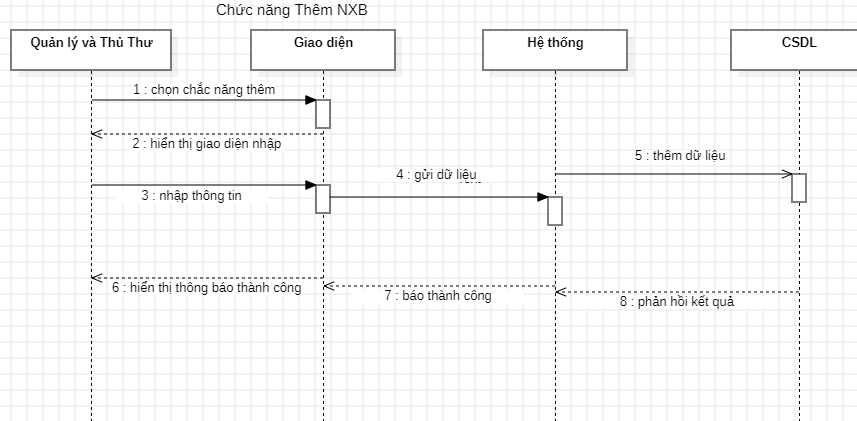 Chức năng Thêm NXB
Quản lý và Thủ Thư
Giao diện
Hệ thống
CSDL
1 : chọn chắc năng thêm
2 : hiển thị giao diện nhập
5 : thêm dữ liệu
4 : gửi dữ liệu
3 : nhập thông tin
6 : hiển thị thông báo thành công
7 : báo thành công
8 : phản hồi kết quả